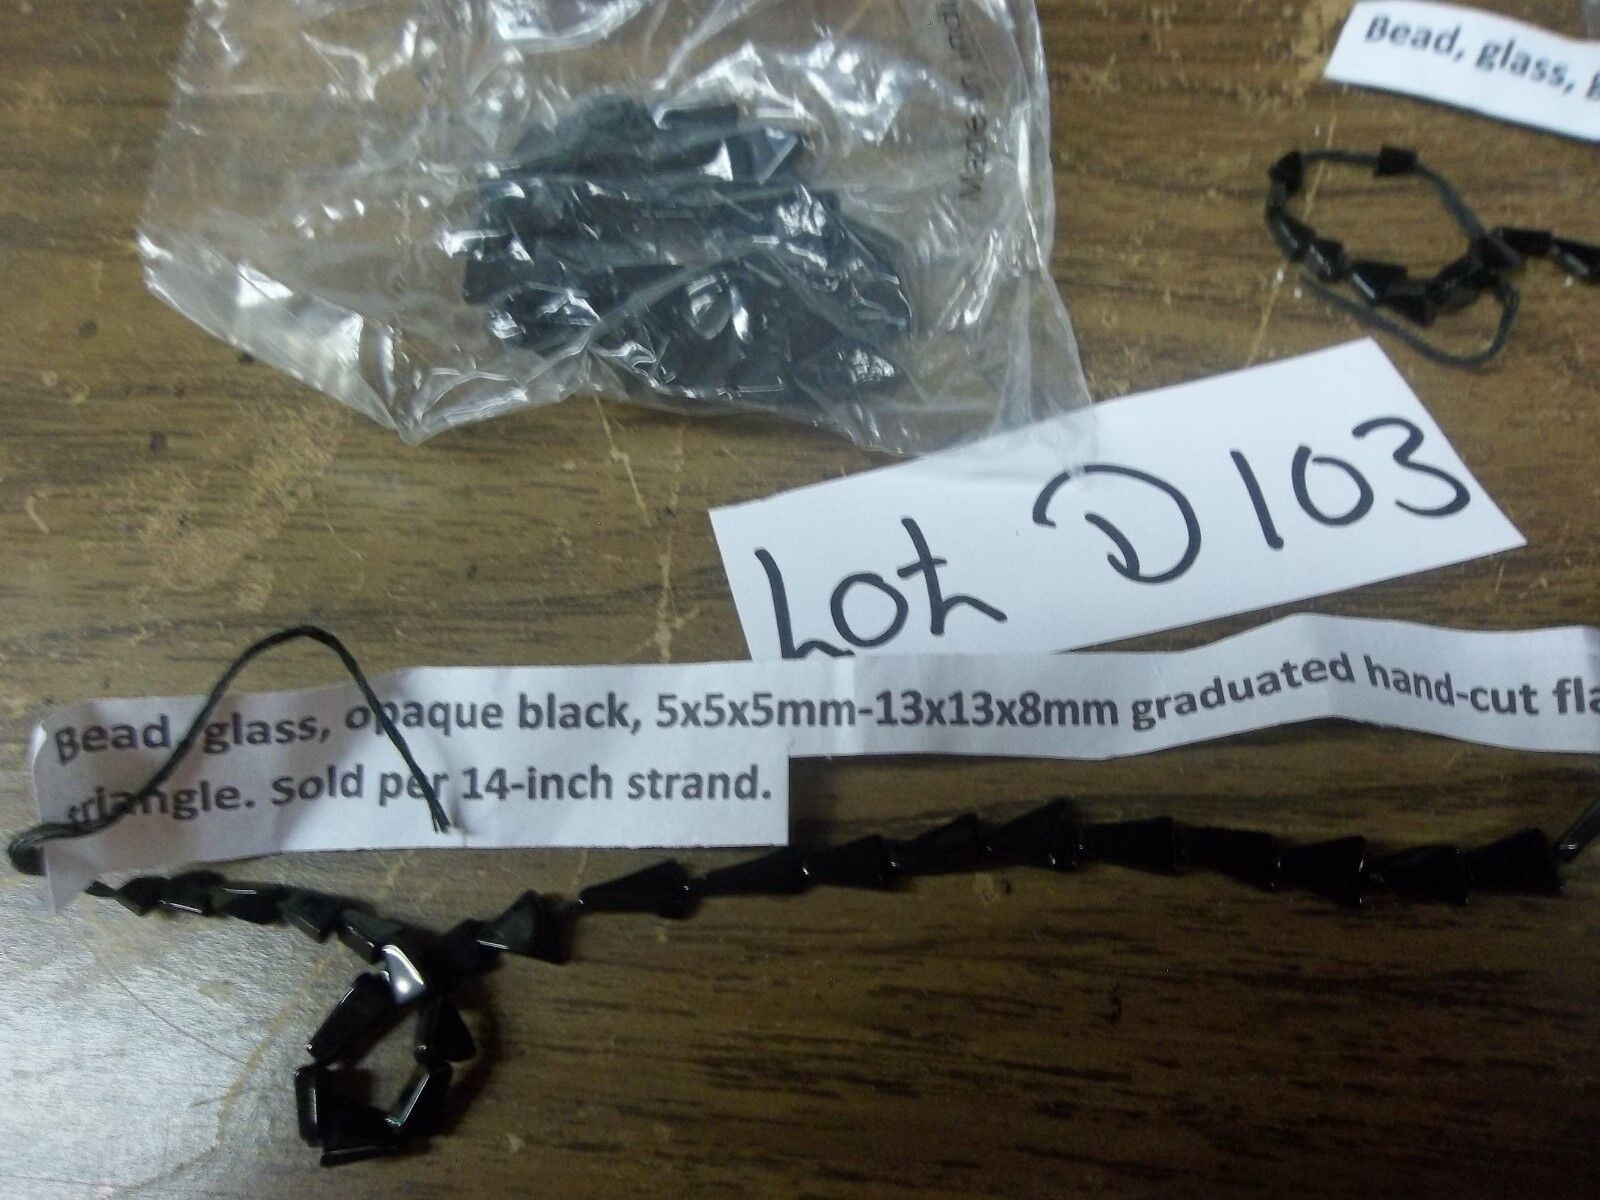 Made in
Bead, glass,
Lot D103
Bead, glass, opaque black, 5x5x5mm-13x13x8mm graduated hand-cut
triangle. Sold per 14-inch strand.